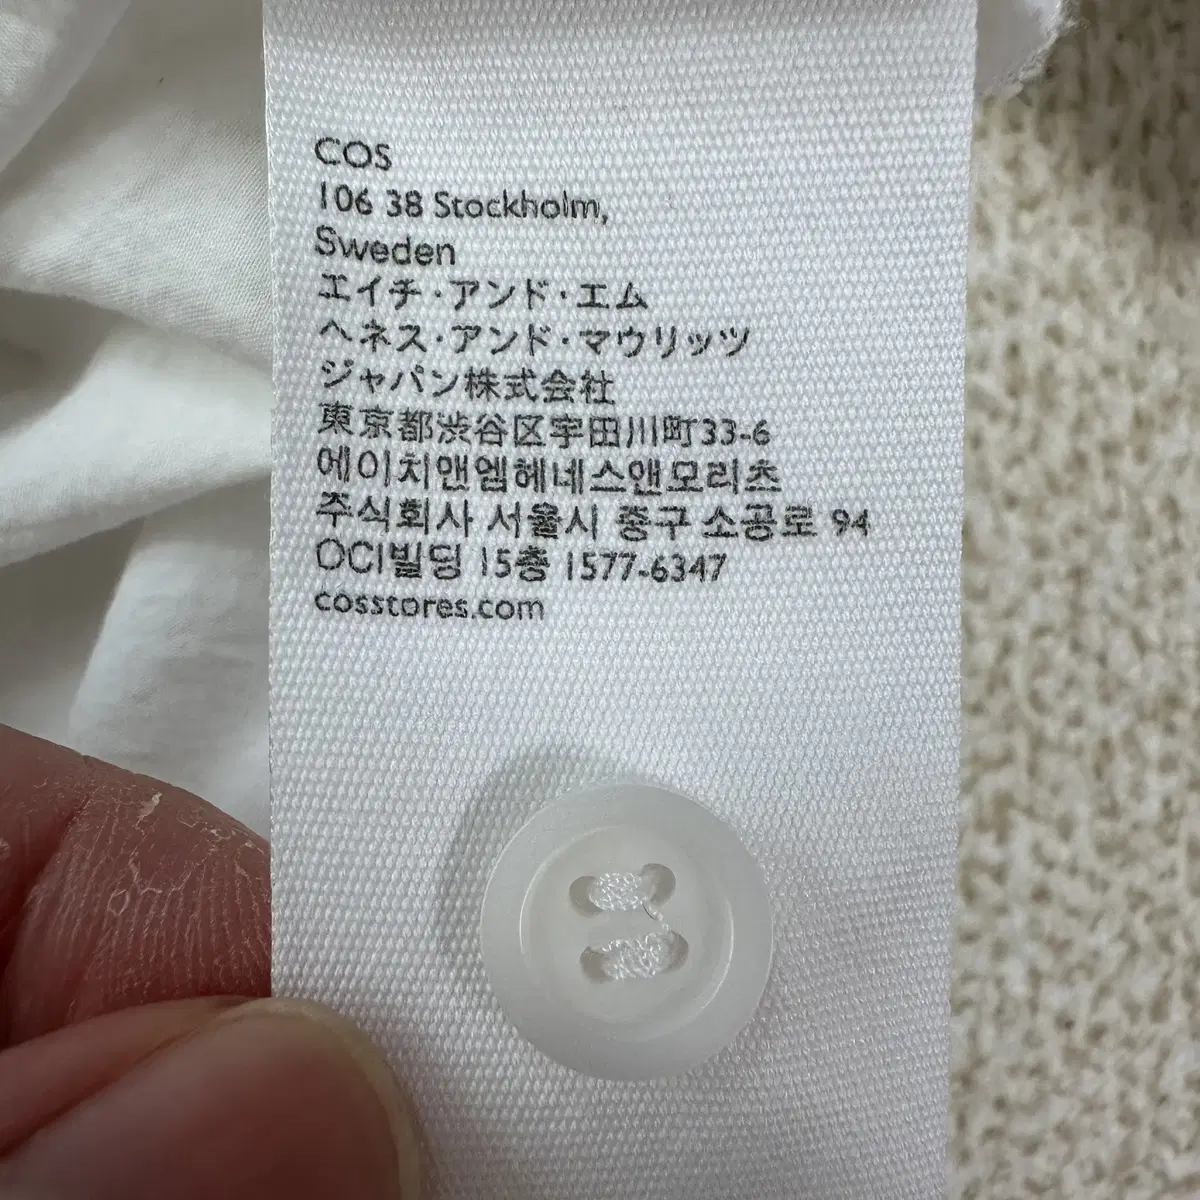 COS
106 38 Stockholm,
Sweden
エイチ・アンド・エム
ヘネス・アンド・マウリッツ
ジャパン株式会社
東京都渋谷区宇田川町33-6
에이치앤엠헤네스앤모리츠
주식회사 서울시 중구 소공로 94
OCI빌딩 15층 1577-6347
cosstores.com